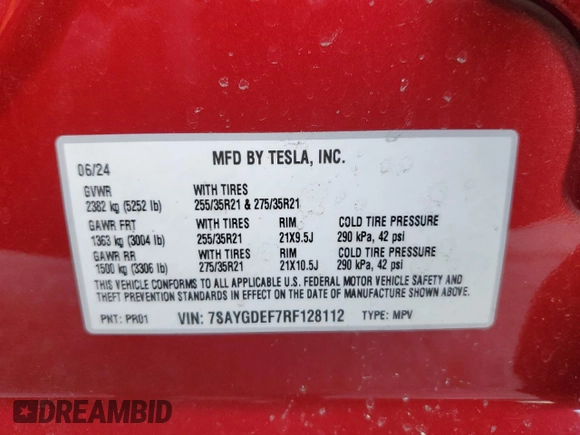 MFD BY TESLA, INC.
06/24
GVWR WITH TIRES
2382 kg (5252 lb) 255/35R21 & 275/35R21
GAWR FRT WITH TIRES RIM COLD TIRE PRESSURE
1363 kg (3004 lb) 255/35R21 21X9.5J 290 kPa, 42 psi
GAWR RR WITH TIRES RIM COLD TIRE PRESSURE
1500 kg (3306 lb) 275/35R21 21X10.5J 290 kPa, 42 psi
THIS VEHICLE CONFORMS TO ALL APPLICABLE U.S. FEDERAL MOTOR VEHICLE SAFETY AND
THEFT PREVENTION STANDARDS IN EFFECT ON THE DATE OF MANUFACTURE SHOWN ABOVE.
PNT: PR01 VIN: 7SAYGDEF7RF128112 TYPE: MPV
DREAMBID